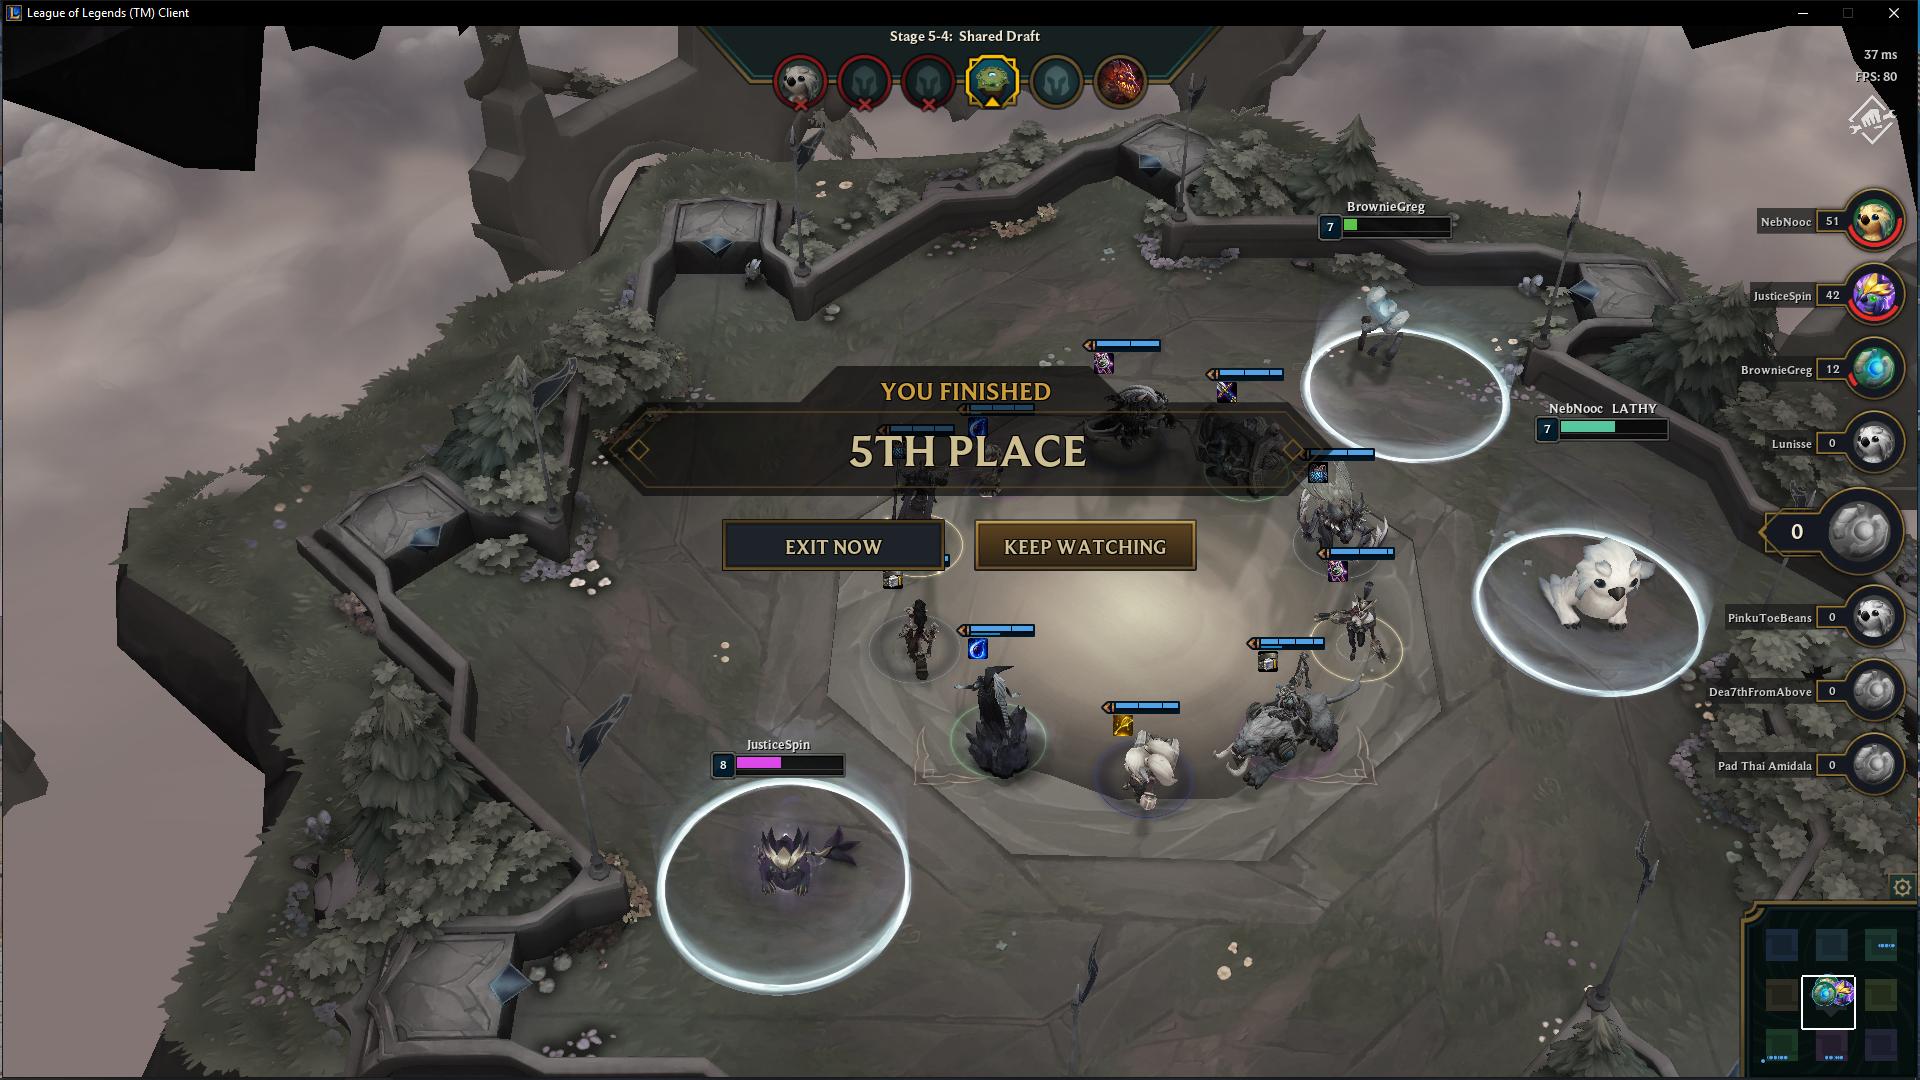 League of Legends (TM) Client
Stage 5-4: Shared Draft
37 ms
FPS: 80
BrownieGreg
7
NebNooc 51
JusticeSpin 42
BrownieGreg 12
YOU FINISHED
5TH PLACE
NebNooc LATHY
7
Lunisse 0
0
EXIT NOW
KEEP WATCHING
PinkuToeBeans 0
Dea7thFromAbove 0
JusticeSpin
8
Pad Thai Amidala 0